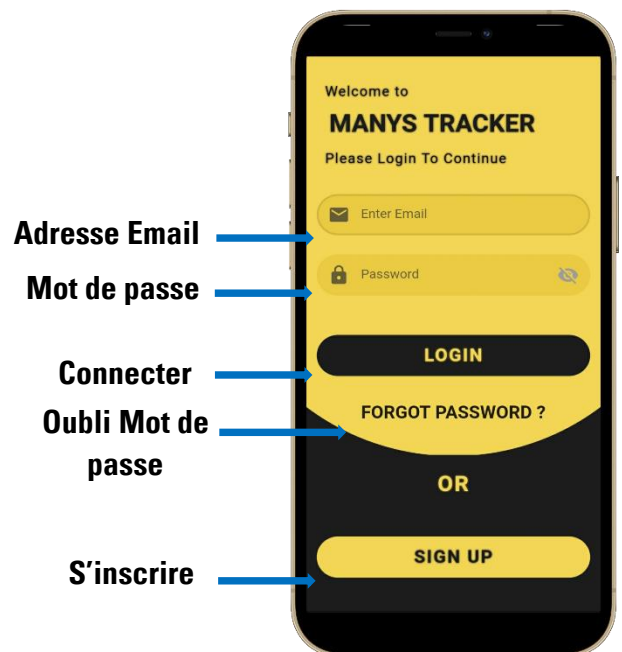 Welcome to
MANYS TRACKER
Please Login To Continue
Adresse Email
Enter Email
Mot de passe
Password
Connecter
LOGIN
Oubli Mot de
passe
FORGOT PASSWORD ?
OR
S’inscrire
SIGN UP